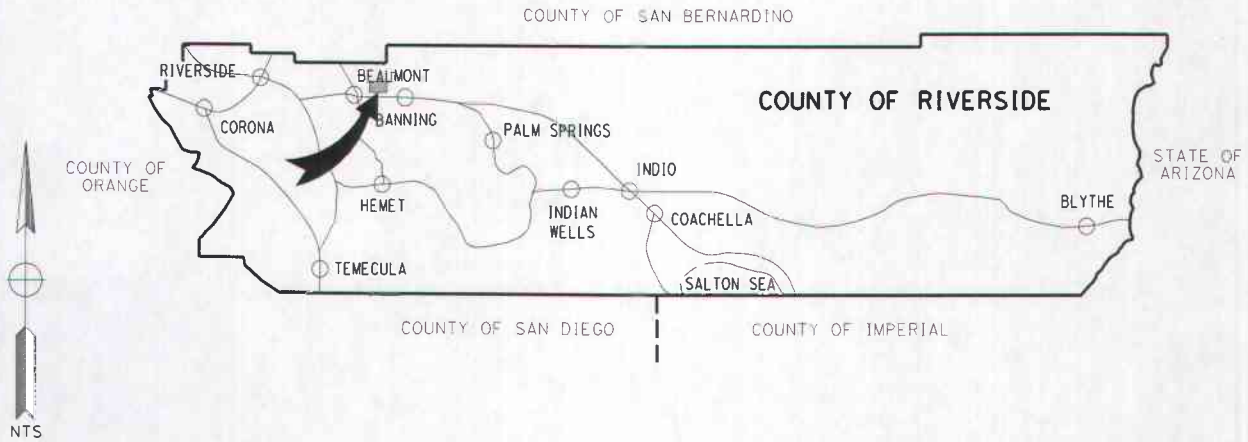 COUNTY OF SAN BERNARDINO
RIVERSIDE
BEAUMONT
COUNTY OF RIVERSIDE
CORONA
BANNING
PALM SPRINGS
COUNTY OF
ORANGE
STATE OF
ARIZONA
INDIO
HEMET
INDIAN
WELLS
COACHELLA
BLYTHE
TEMECULA
SALTON SEA
COUNTY OF SAN DIEGO
COUNTY OF IMPERIAL
NTS